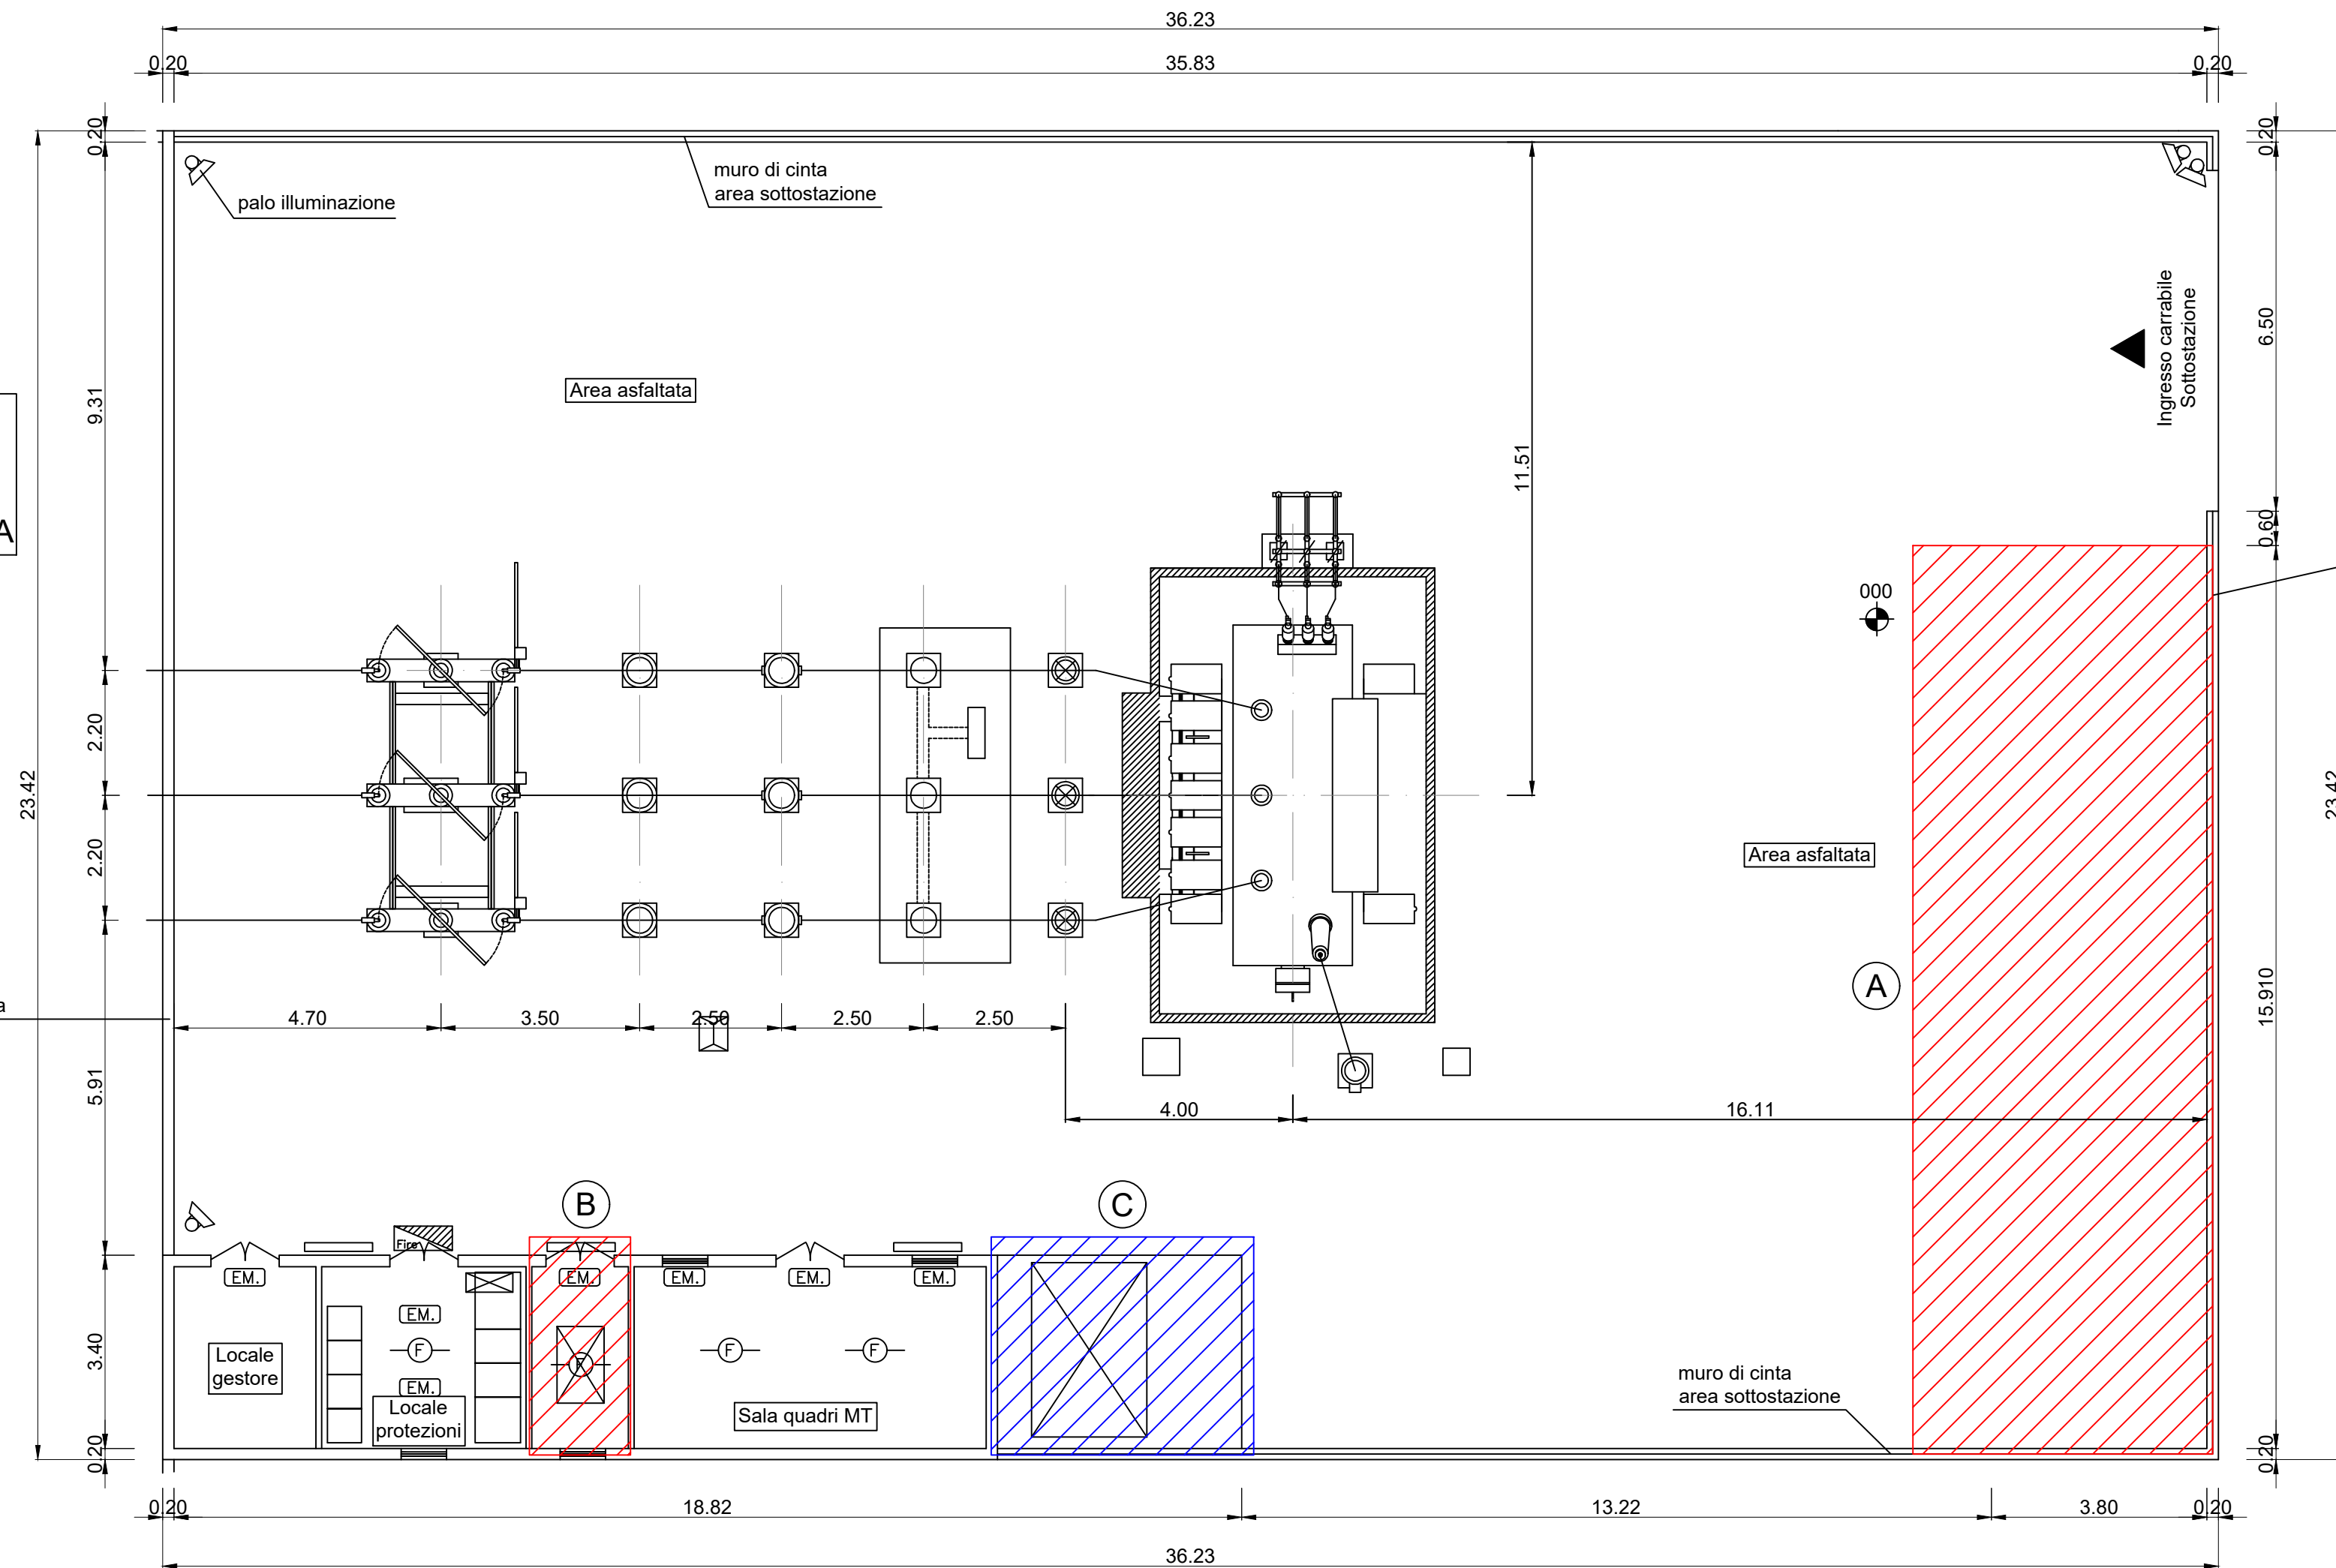 36.23
0.20
35.83
0.20
0.20
0.20
muro di cinta
area sottostazione
palo illuminazione
Ingresso carrabile
Sottostazione
6.50
9.31
Area asfaltata
11.51
A
0.60
000
2.20
23.42
23.42
2.20
Area asfaltata
A
15.910
a
4.70
3.50
2.50
2.50
2.50
5.91
4.00
16.11
B
C
Fire
EM.
EM.
EM.
EM.
EM.
EM.
F
F
F
F
3.40
Locale
gestore
EM.
Locale
protezioni
Sala quadri MT
muro di cinta
area sottostazione
0.20
0.20
0.20
18.82
13.22
3.80
0.20
36.23